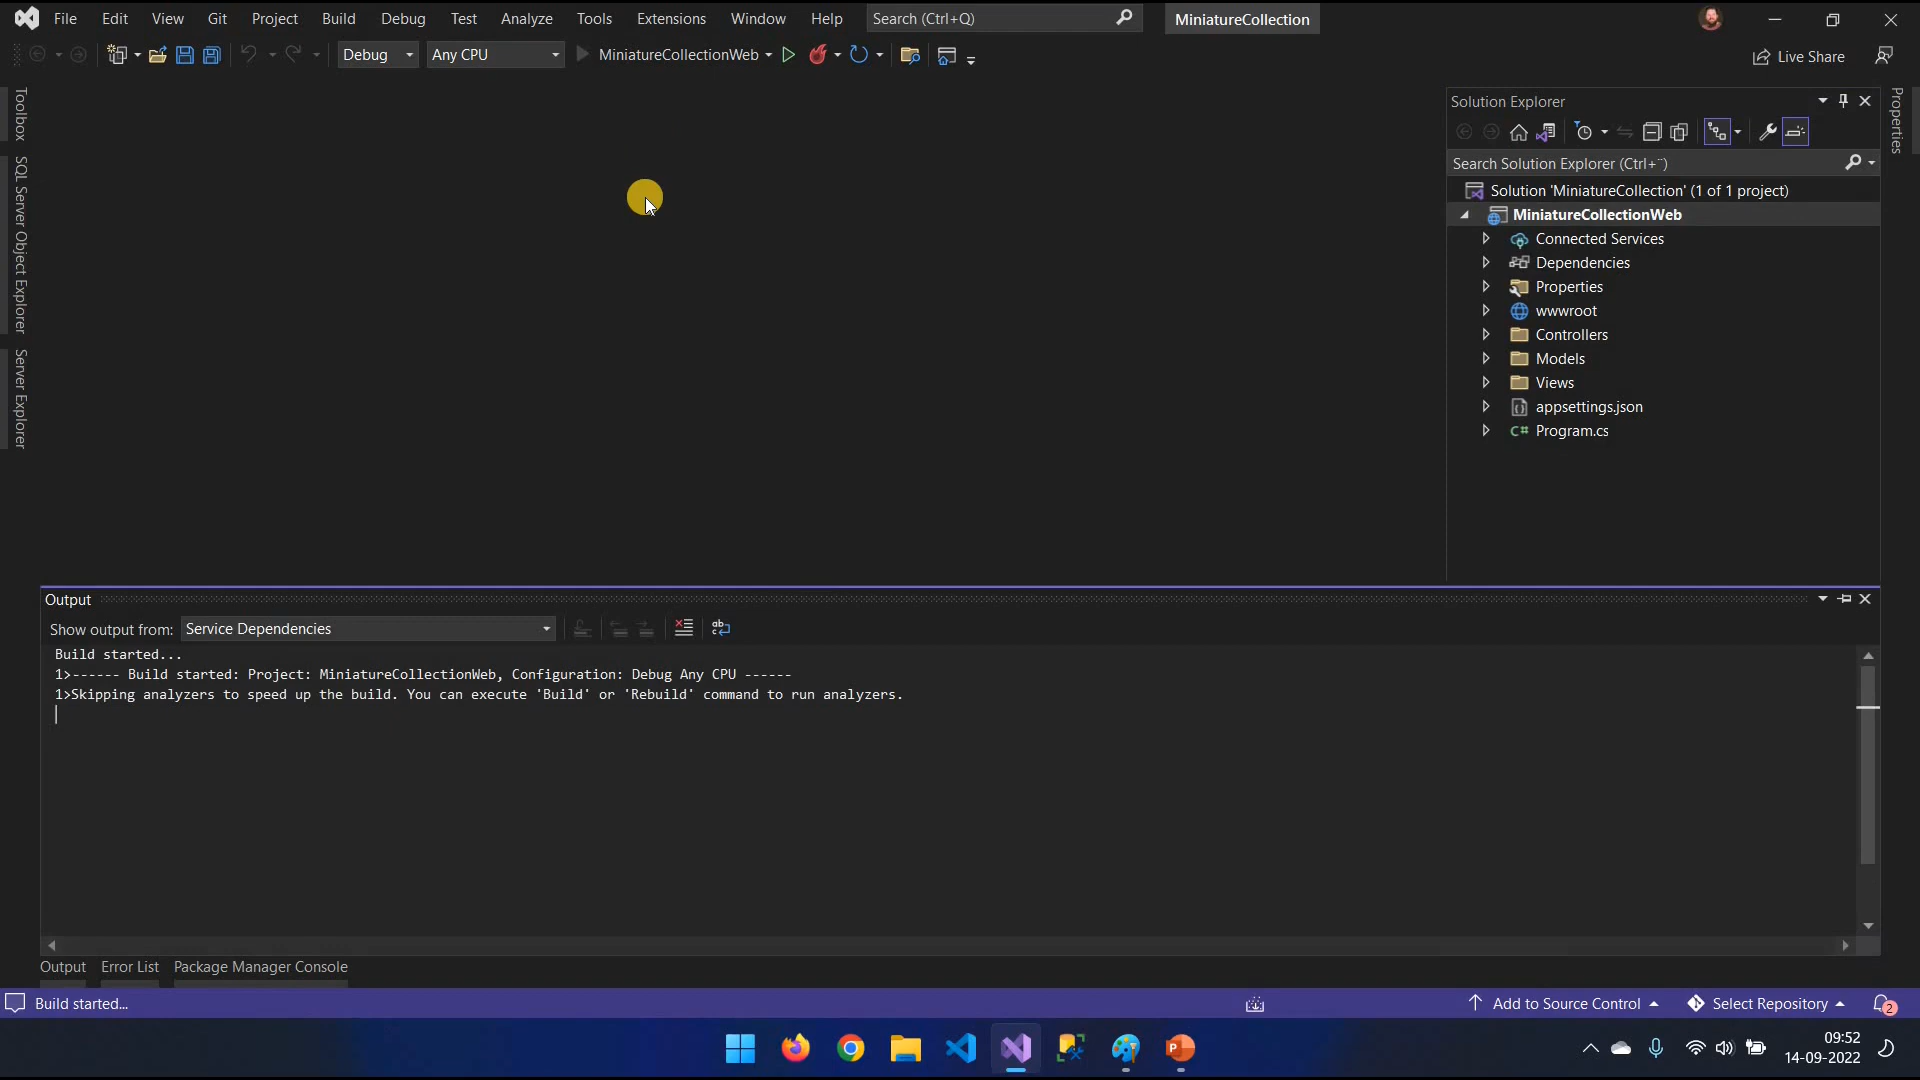 File Edit View Git Project Build Debug Test Analyze Tools Extensions Window Help Search (Ctrl+Q) MiniatureCollection
Debug Any CPU MiniatureCollectionWeb Live Share
Toolbox
SQL Server Object Explorer
Server Explorer
Solution Explorer
Search Solution Explorer (Ctrl+¨)
Solution 'MiniatureCollection' (1 of 1 project)
MiniatureCollectionWeb
Connected Services
Dependencies
Properties
wwwroot
Controllers
Models
Views
appsettings.json
C# Program.cs
Properties
Output
Show output from: Service Dependencies
Build started...
1>------ Build started: Project: MiniatureCollectionWeb, Configuration: Debug Any CPU ------
1>Skipping analyzers to speed up the build. You can execute 'Build' or 'Rebuild' command to run analyzers.
Output Error List Package Manager Console
Build started... Add to Source Control Select Repository 2
09:52
14-09-2022